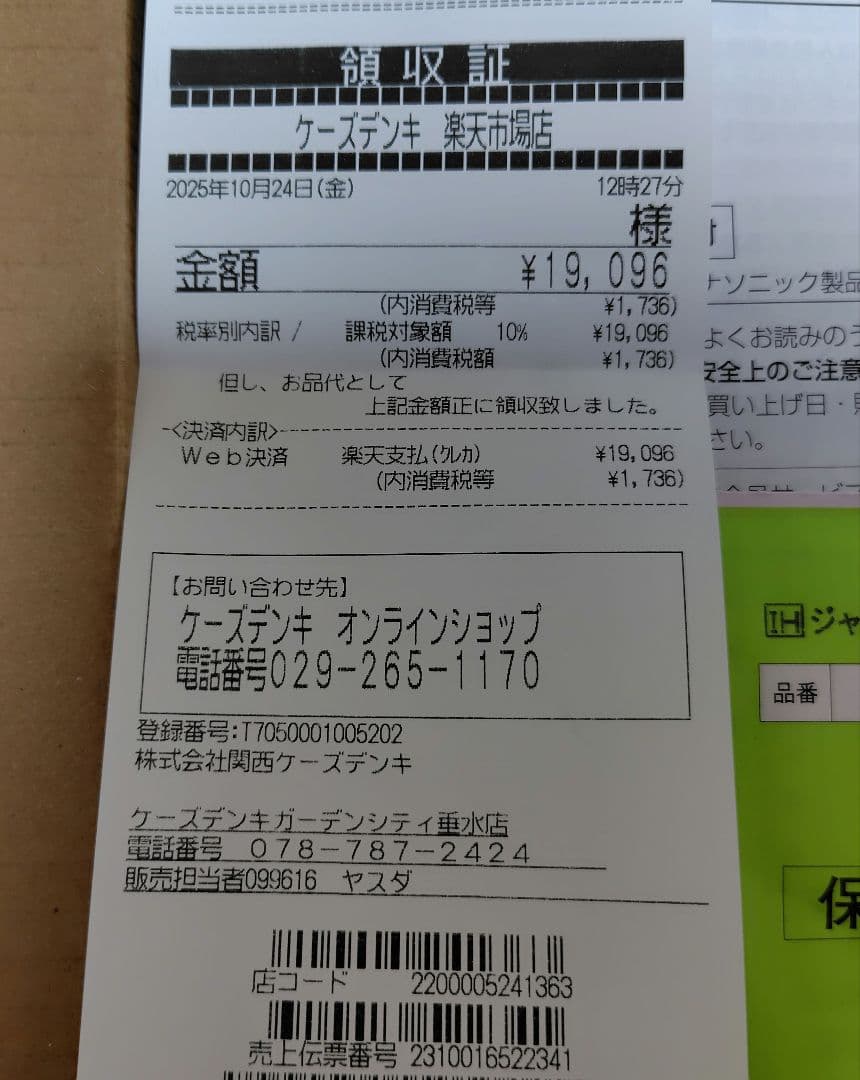 領収証
ケーズデンキ 楽天市場店
2025年10月24日(金) 12時27分
様
金額 ¥19,096
(内消費税等 ¥1,736)
税率別内訳 / 課税対象額 10% ¥19,096
(内消費税額 ¥1,736)
但し、お品代として
上記金額正に領収致しました。
-<決済内訳>-
Web決済 楽天支払(クレカ) ¥19,096
(内消費税等 ¥1,736)
【お問い合わせ先】
ケーズデンキ オンラインショップ
電話番号029-265-1170
登録番号:T7050001005202
株式会社関西ケーズデンキ
ケーズデンキガーデンシティ垂水店
電話番号 078-787-2424
販売担当者099616 ヤスダ
店コード 2200005241363
売上伝票番号 2310016522341
ナソニック製品
よくお読みのう
安全上のご注意
買い上げ日・
さい。
IHジャ
品番
保